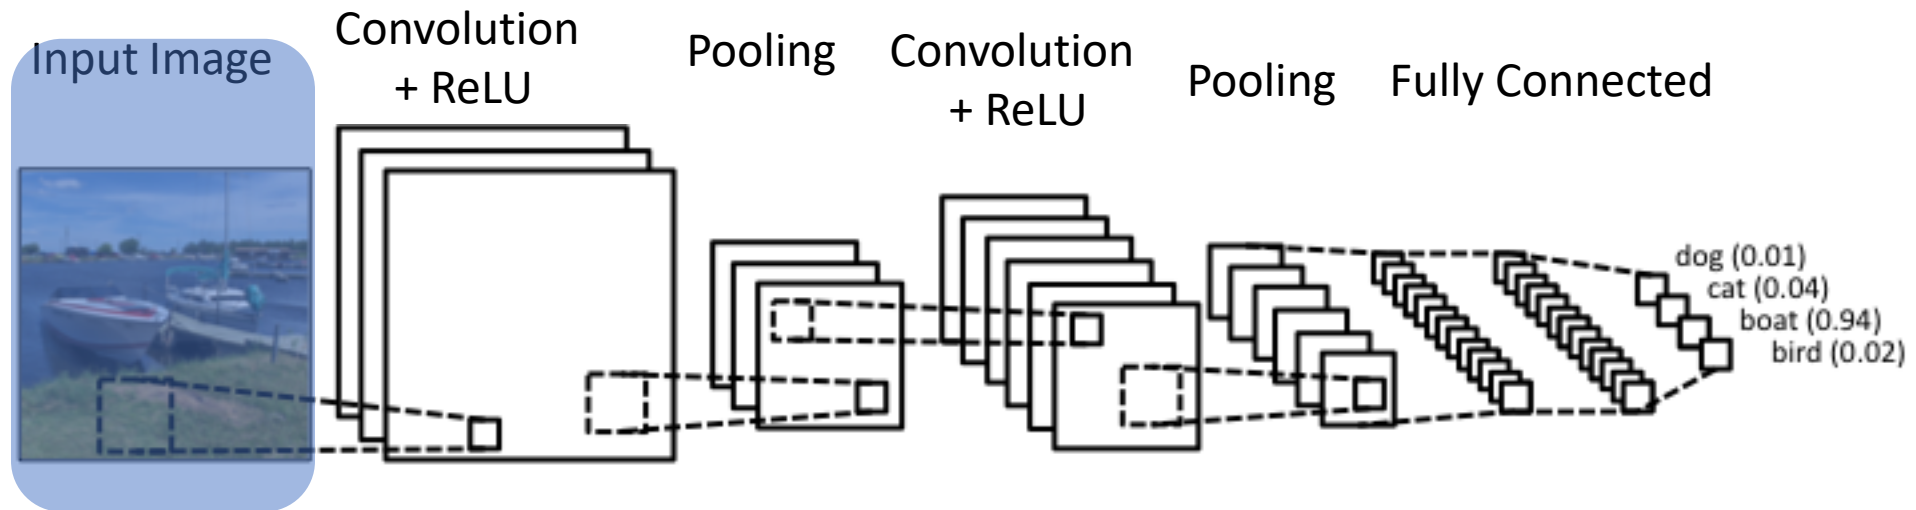 Input Image
Convolution
+ ReLU
Pooling
Convolution
+ ReLU
Pooling
Fully Connected
dog (0.01)
cat (0.04)
boat (0.94)
bird (0.02)